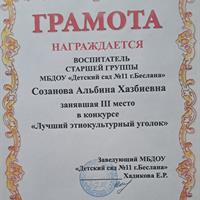 ГРАМОТА
НАГРАЖДАЕТСЯ
ВОСПИТАТЕЛЬ
СТАРШЕЙ ГРУППЫ
МБДОУ «Детский сад №11 г.Беслана»
Созанова Альбина Хазбиевна
занявшая III место
в конкурсе
«Лучший этнокультурный уголок»
Заведующий МБДОУ
«Детский сад №11 г.Беслана»
Хадикова Е.Р.